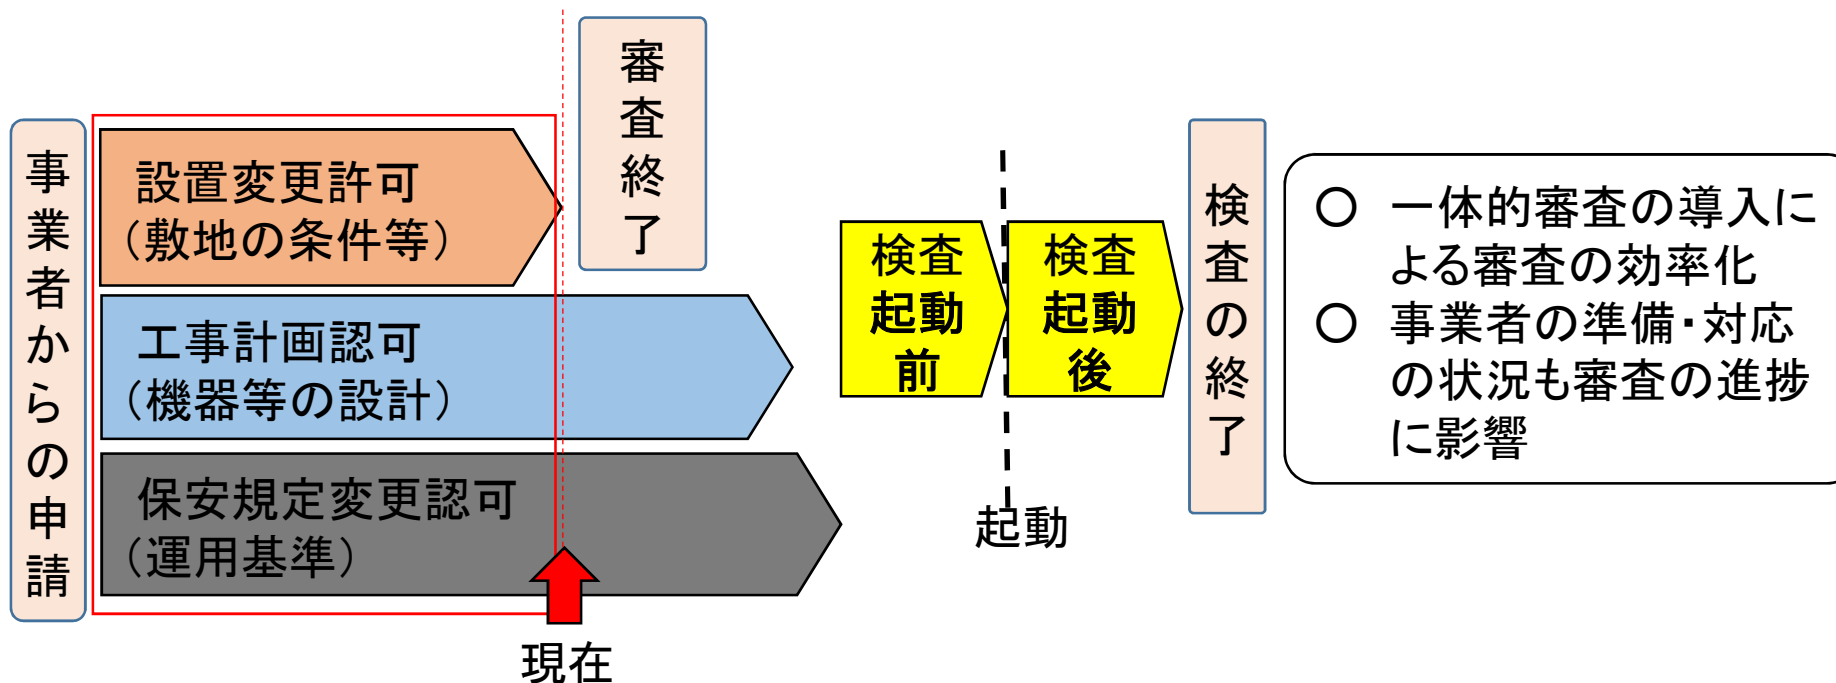 事業者からの申請
設置変更許可
（敷地の条件等）
工事計画認可
（機器等の設計）
保安規定変更認可
（運用基準）
現在
審査終了
検査
起動
前
検査
起動
後
起動
検査の終了
○ 一体的審査の導入に
よる審査の効率化
○ 事業者の準備・対応
の状況も審査の進捗
に影響